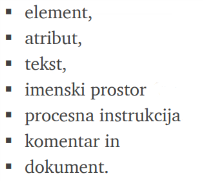 ▪ element,
▪ atribut,
▪ tekst,
▪ imenski prostor
▪ procesna instrukcija
▪ komentar in
▪ dokument.